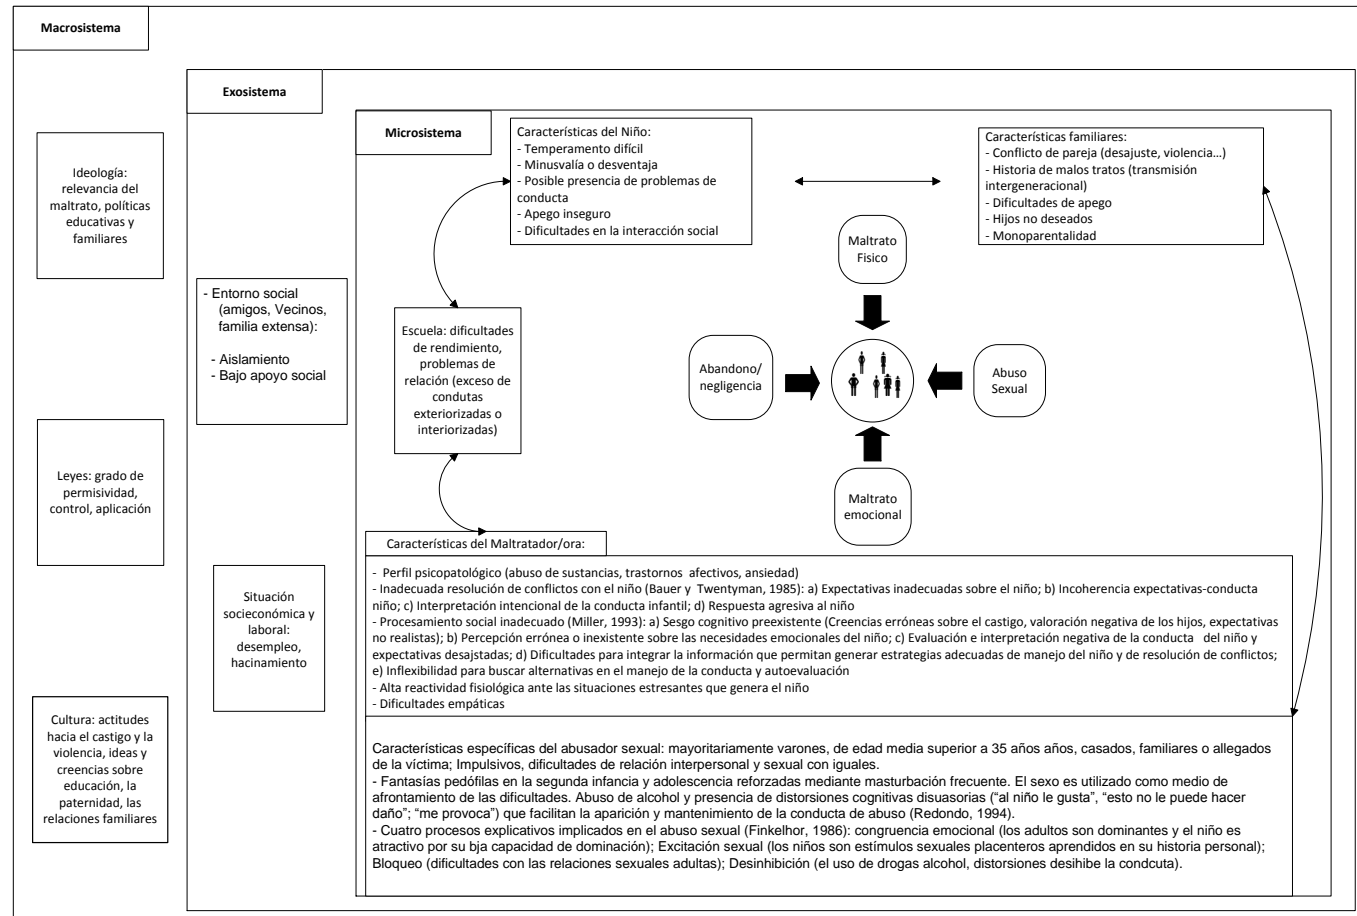 Macrosistema
Exosistema
Microsistema
Ideología:
relevancia del
maltrato, políticas
educativas y
familiares
Leyes: grado de
permisividad,
control, aplicación
Cultura: actitudes
hacia el castigo y la
violencia, ideas y
creencias sobre
educación, la
paternidad, las
relaciones familiares
- Entorno social
(amigos, Vecinos,
familia extensa):
- Aislamiento
- Bajo apoyo social
Situación
socioeconómica y
laboral:
desempleo,
hacinamiento
Características del Niño:
- Temperamento difícil
- Minusvalía o desventaja
- Posible presencia de problemas de
conducta
- Apego inseguro
- Dificultades en la interacción social
Características familiares:
- Conflicto de pareja (desajuste, violencia...)
- Historia de malos tratos (transmisión
intergeneracional)
- Dificultades de apego
- Hijos no deseados
- Monoparentalidad
Escuela: dificultades
de rendimiento,
problemas de
relación (exceso de
condutas
exteriorizadas o
interiorizadas)
Maltrato
Fisico
Abandono/
negligencia
Abuso
Sexual
Maltrato
emocional
Características del Maltratador/ora:
- Perfil psicopatológico (abuso de sustancias, trastornos afectivos, ansiedad)
- Inadecuada resolución de conflictos con el niño (Bauer y Twentyman, 1985): a) Expectativas inadecuadas sobre el niño; b) Incoherencia expectativas-conducta
niño; c) Interpretación intencional de la conducta infantil; d) Respuesta agresiva al niño
- Procesamiento social inadecuado (Miller, 1993): a) Sesgo cognitivo preexistente (Creencias erróneas sobre el castigo, valoración negativa de los hijos, expectativas
no realistas); b) Percepción errónea o inexistente sobre las necesidades emocionales del niño; c) Evaluación e interpretación negativa de la conducta del niño y
expectativas desajstadas; d) Dificultades para integrar la información que permitan generar estrategias adecuadas de manejo del niño y de resolución de conflictos;
e) Inflexibilidad para buscar alternativas en el manejo de la conducta y autoevaluación
- Alta reactividad fisiológica ante las situaciones estresantes que genera el niño
- Dificultades empáticas
Características específicas del abusador sexual: mayoritariamente varones, de edad media superior a 35 años años, casados, familiares o allegados
de la víctima; Impulsivos, dificultades de relación interpersonal y sexual con iguales.
- Fantasías pedófilas en la segunda infancia y adolescencia reforzadas mediante masturbación frecuente. El sexo es utilizado como medio de
afrontamiento de las dificultades. Abuso de alcohol y presencia de distorsiones cognitivas disuasorias (“al niño le gusta”, “esto no le puede hacer
daño”; “me provoca”) que facilitan la aparición y mantenimiento de la conducta de abuso (Redondo, 1994).
- Cuatro procesos explicativos implicados en el abuso sexual (Finkelhor, 1986): congruencia emocional (los adultos son dominantes y el niño es
atractivo por su bja capacidad de dominación); Excitación sexual (los niños son estímulos sexuales placenteros aprendidos en su historia personal);
Bloqueo (dificultades con las relaciones sexuales adultas); Desinhibición (el uso de drogas alcohol, distorsiones desihibe la condcuta).